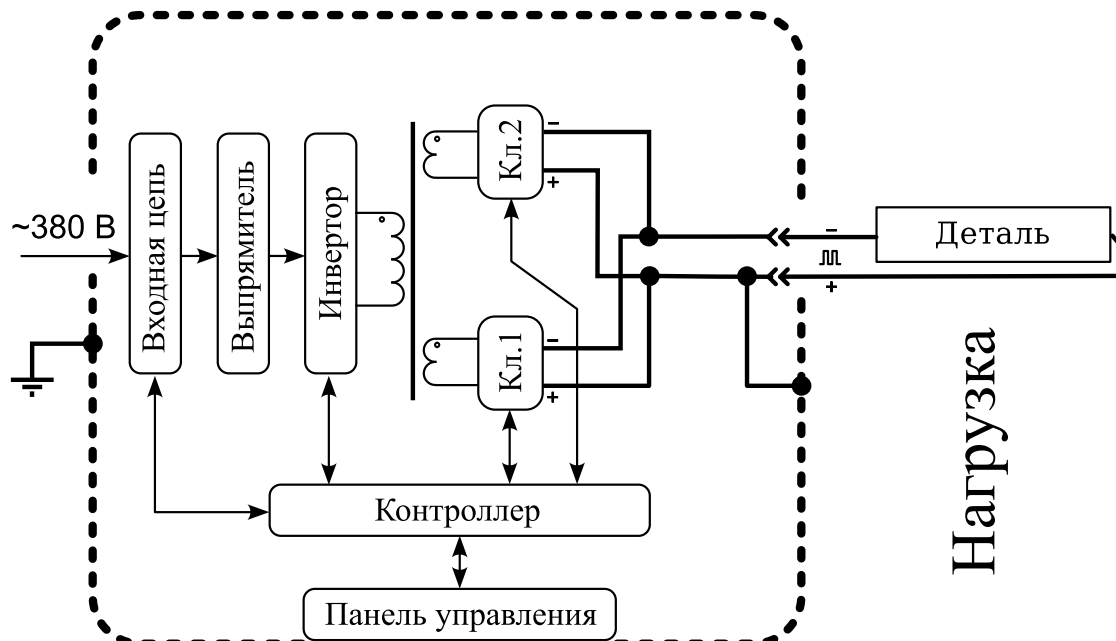 ~380 В
Входная цепь
Выпрямитель
Инвертор
Кл.2
-
+
Кл.1
-
+
-
+
Деталь
Нагрузка
Контроллер
Панель управления